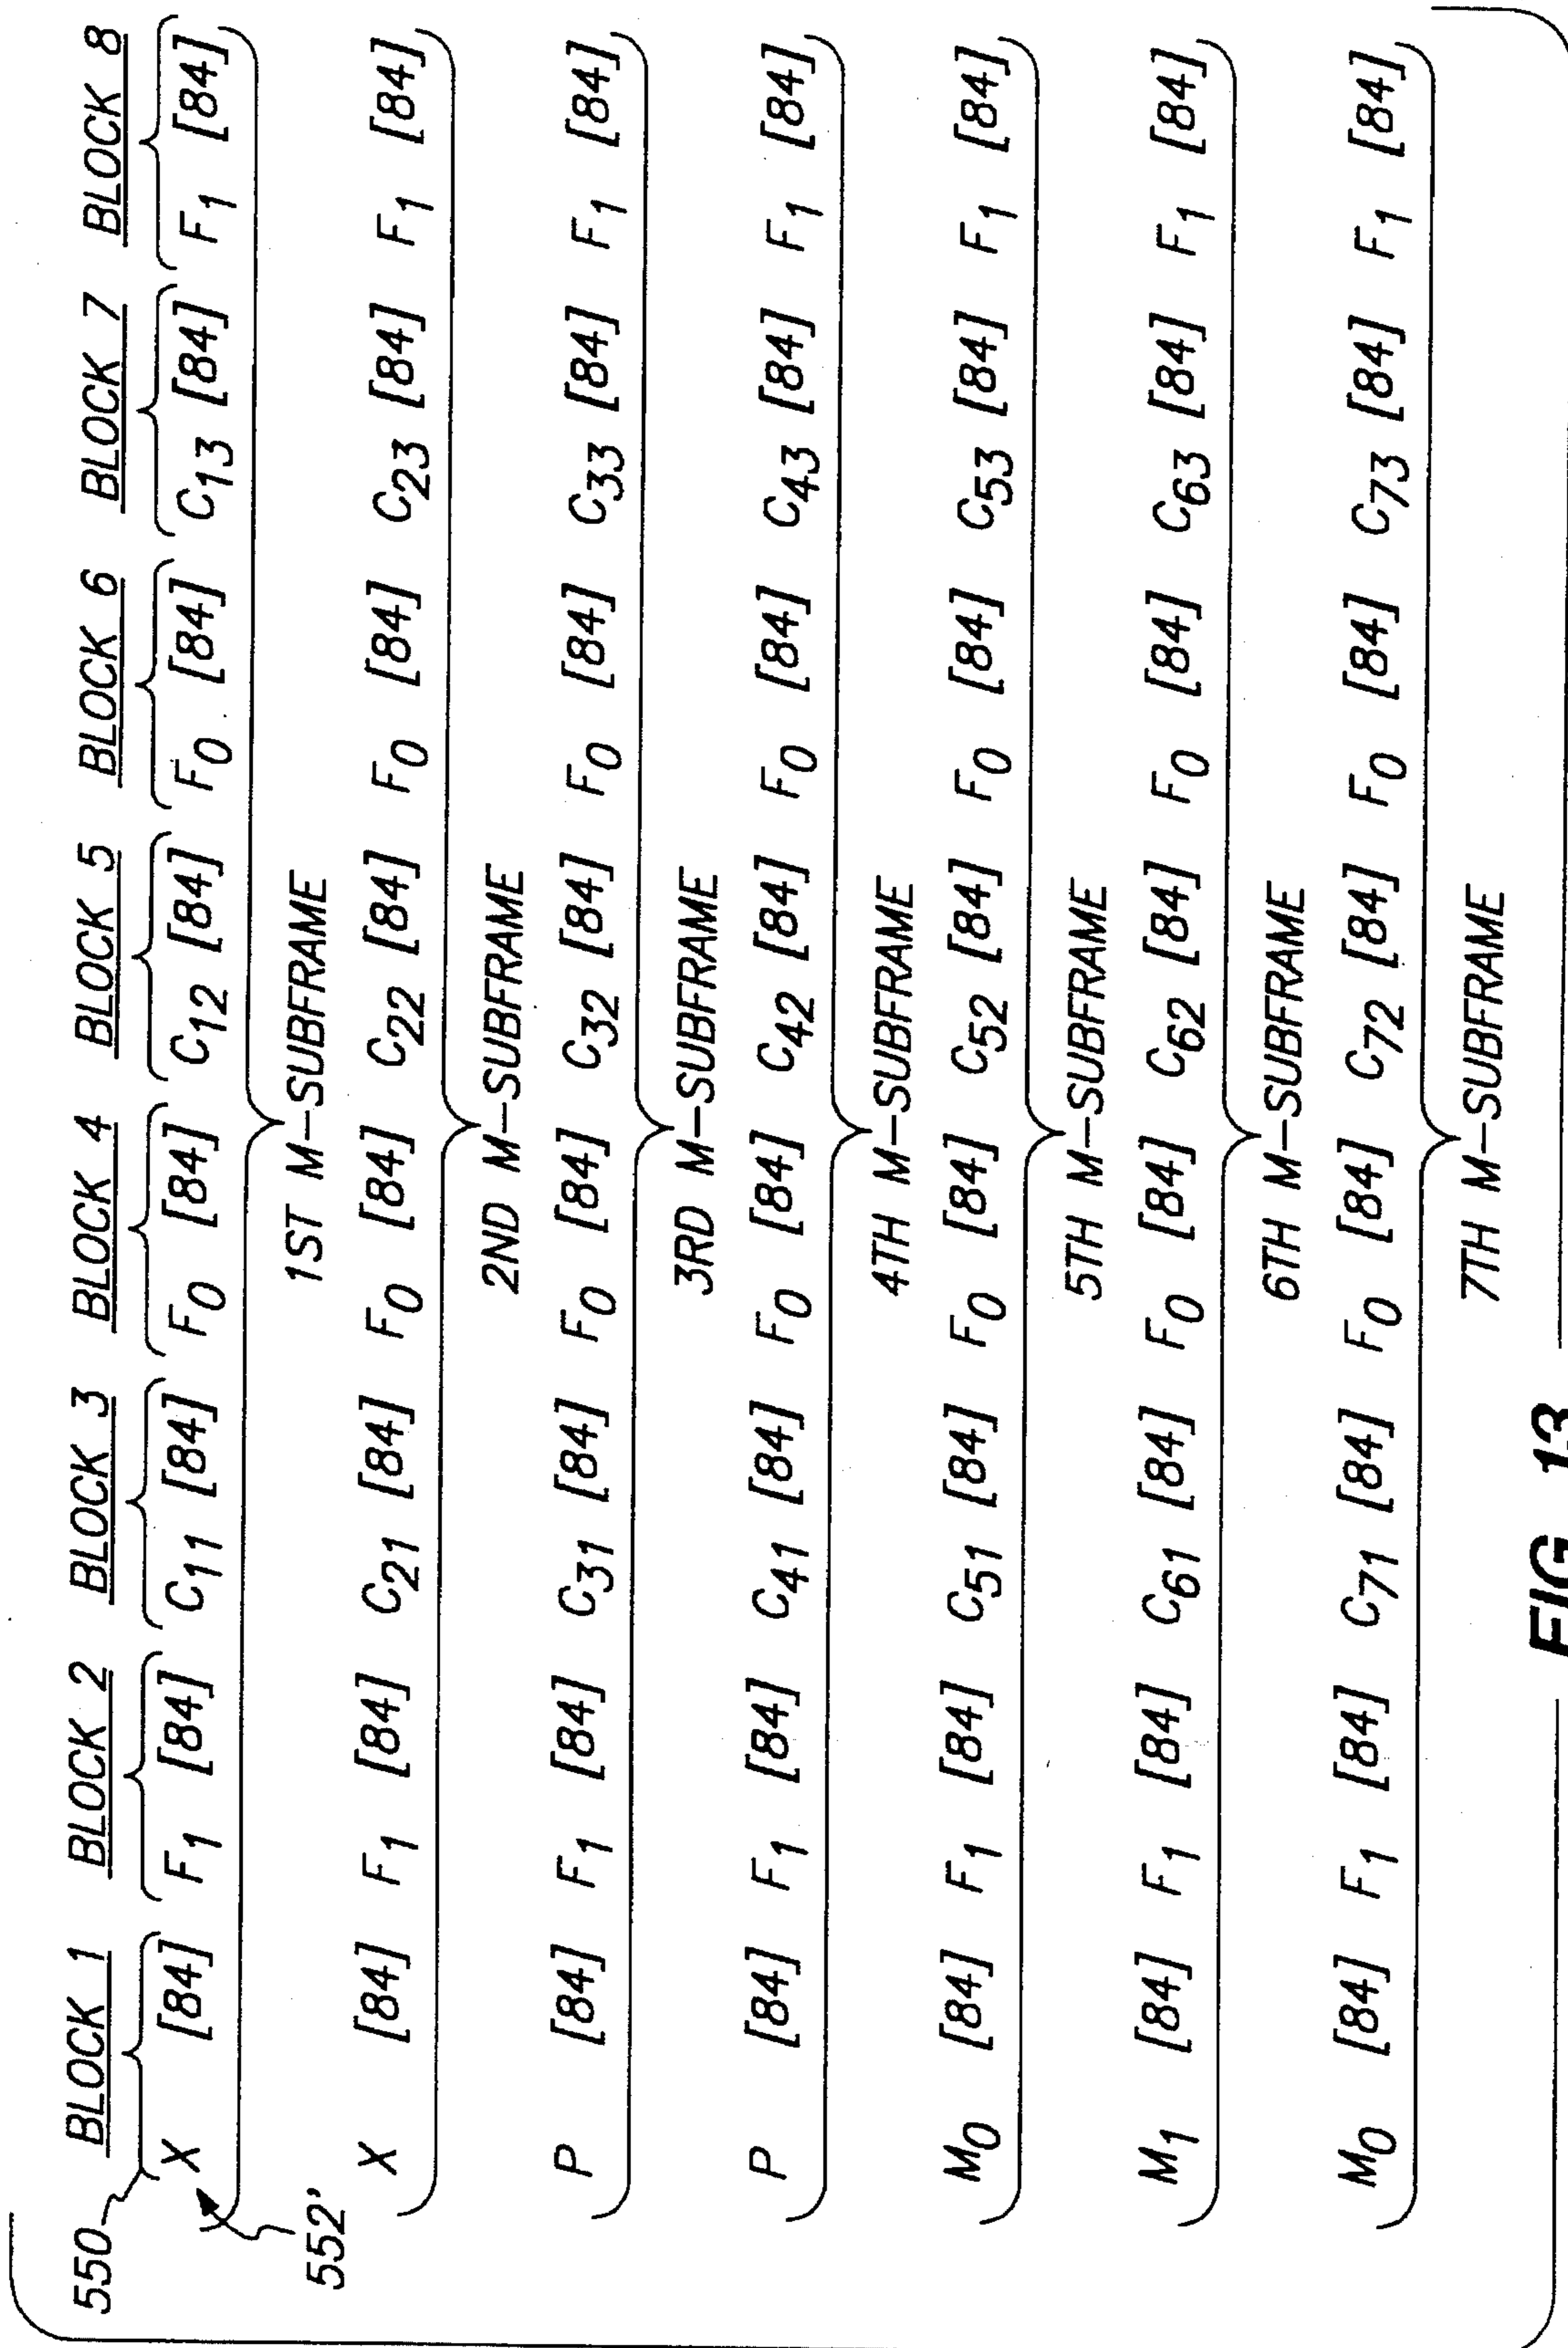 BLOCK 1 BLOCK 2 BLOCK 3 BLOCK 4 BLOCK 5 BLOCK 6 BLOCK 7 BLOCK 8
550
X [84] F1 [84] C11 [84] F0 [84] C12 [84] F0 [84] C13 [84] F1 [84]
552'
1ST M-SUBFRAME
X [84] F1 [84] C21 [84] F0 [84] C22 [84] F0 [84] C23 [84] F1 [84]
2ND M-SUBFRAME
P [84] F1 [84] C31 [84] F0 [84] C32 [84] F0 [84] C33 [84] F1 [84]
3RD M-SUBFRAME
P [84] F1 [84] C41 [84] F0 [84] C42 [84] F0 [84] C43 [84] F1 [84]
4TH M-SUBFRAME
M0 [84] F1 [84] C51 [84] F0 [84] C52 [84] F0 [84] C53 [84] F1 [84]
5TH M-SUBFRAME
M1 [84] F1 [84] C61 [84] F0 [84] C62 [84] F0 [84] C63 [84] F1 [84]
6TH M-SUBFRAME
M0 [84] F1 [84] C71 [84] F0 [84] C72 [84] F0 [84] C73 [84] F1 [84]
7TH M-SUBFRAME
FIG. 13